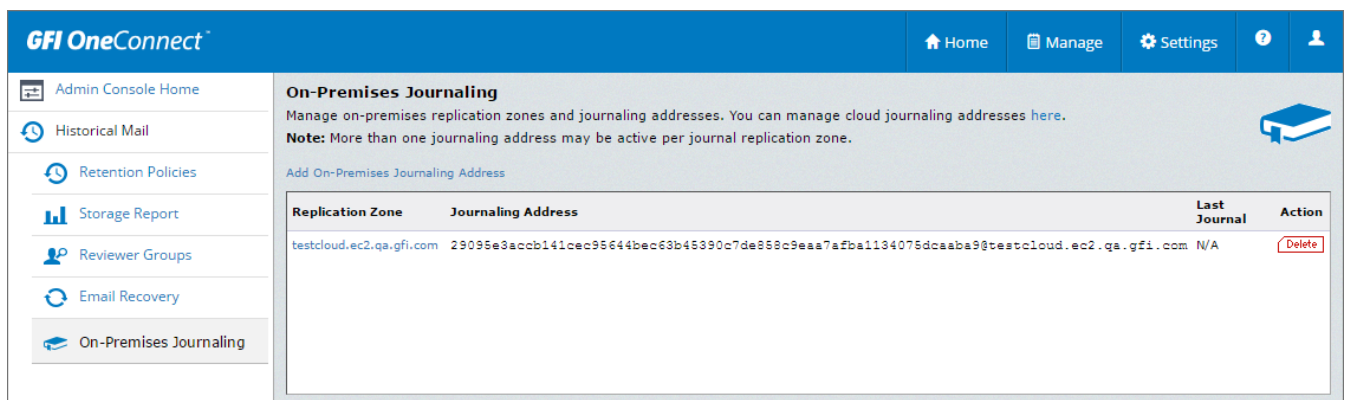 GFI OneConnect™
Home
Manage
Settings
?
Admin Console Home
Historical Mail
Retention Policies
Storage Report
Reviewer Groups
Email Recovery
On-Premises Journaling
On-Premises Journaling
Manage on-premises replication zones and journaling addresses. You can manage cloud journaling addresses here.
Note: More than one journaling address may be active per journal replication zone.
Add On-Premises Journaling Address
Replication Zone Journaling Address Last Journal Action
testcloud.ec2.qa.gfi.com 29095e3accb141cec95644bec63b45390c7de858c9eaa7afba1134075dcaaba9@testcloud.ec2.qa.gfi.com N/A Delete